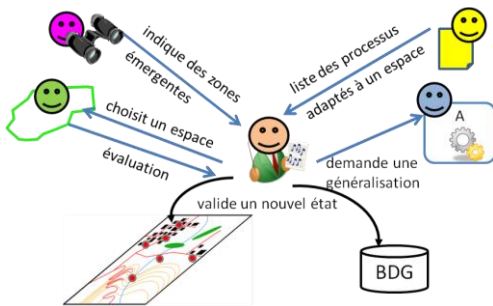 indique des zones
émergentes
liste des processus
adaptés à un espace
choisit un espace
évaluation
A
demande une
généralisation
valide un nouvel état
BDG